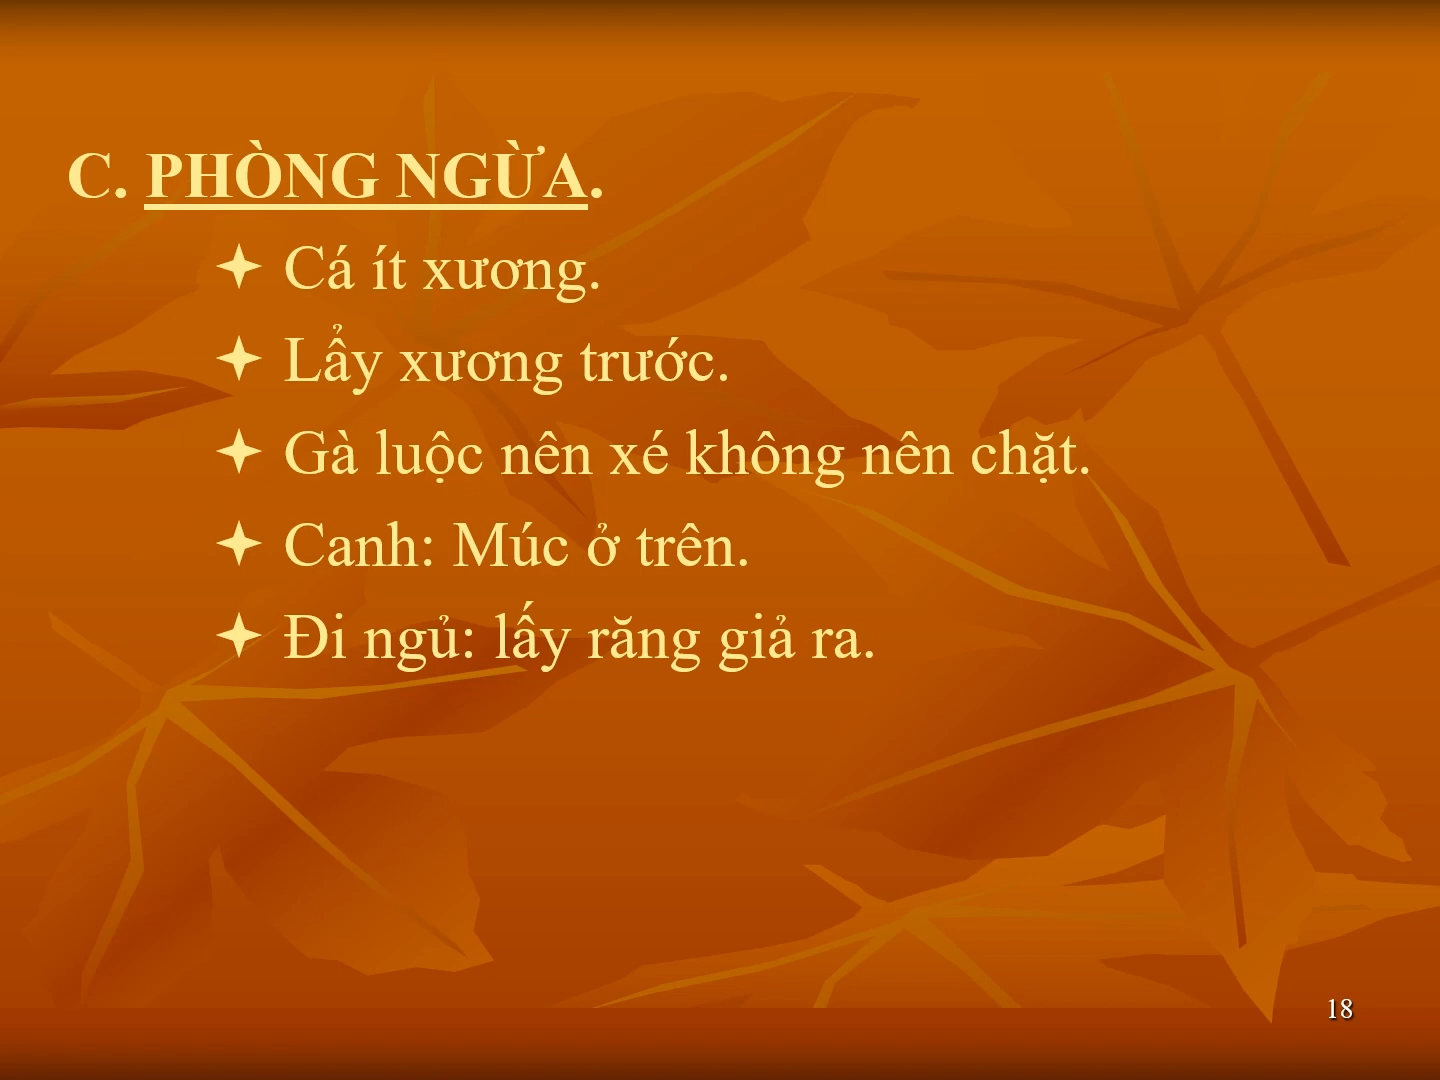 C. PHÒNG NGỪA.
✦ Cá ít xương.
✦ Lẩy xương trước.
✦ Gà luộc nên xé không nên chặt.
✦ Canh: Múc ở trên.
✦ Đi ngủ: lấy răng giả ra.
18